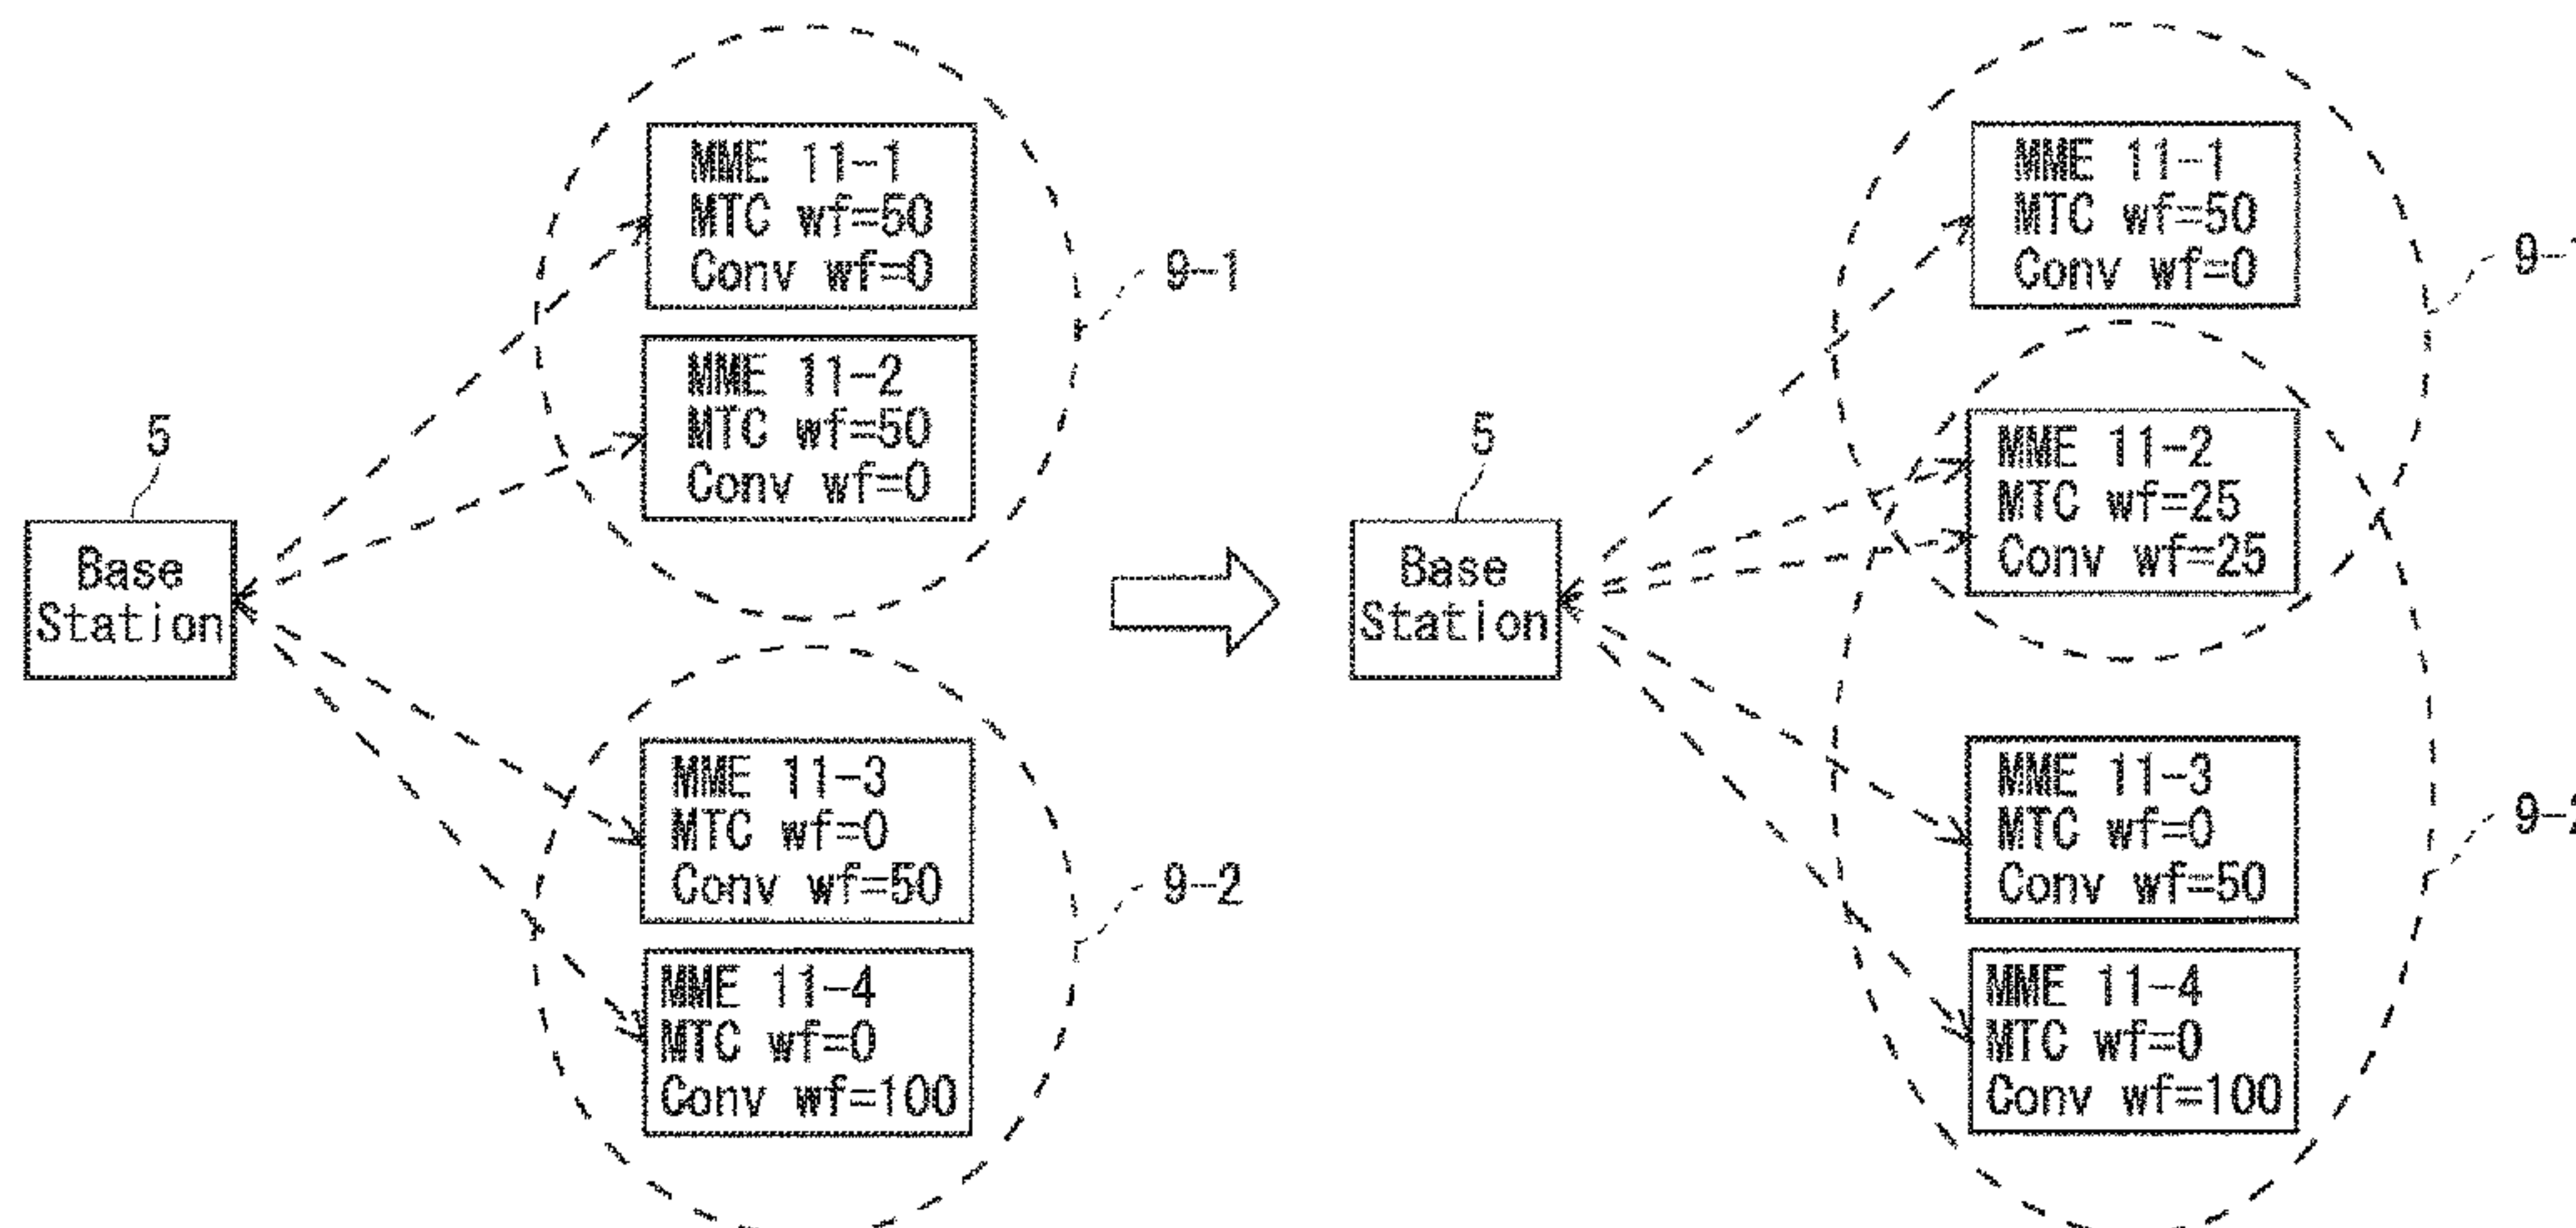 5
Base
Station
MME 11-1
MTC wf=50
Conv wf=0
MME 11-2
MTC wf=50
Conv wf=0
9-1
MME 11-3
MTC wf=0
Conv wf=50
MME 11-4
MTC wf=0
Conv wf=100
9-2
5
Base
Station
MME 11-1
MTC wf=50
Conv wf=0
MME 11-2
MTC wf=25
Conv wf=25
9-1
MME 11-3
MTC wf=0
Conv wf=50
MME 11-4
MTC wf=0
Conv wf=100
9-2